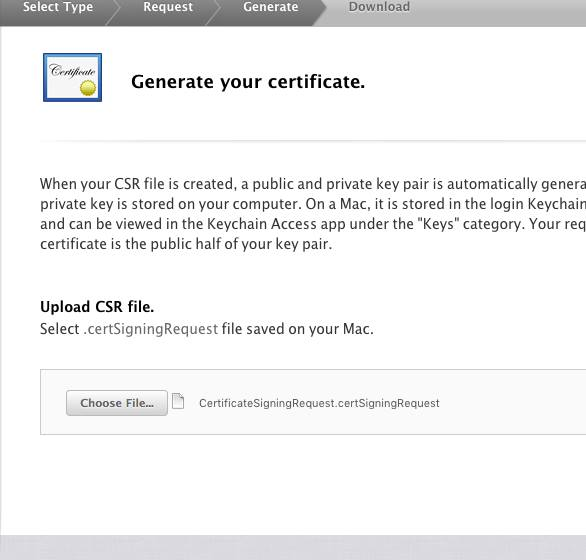 Select Type
Request
Generate
Download
Certificate
Generate your certificate.
When your CSR file is created, a public and private key pair is automatically genera
private key is stored on your computer. On a Mac, it is stored in the login Keychain
and can be viewed in the Keychain Access app under the "Keys" category. Your req
certificate is the public half of your key pair.
Upload CSR file.
Select .certSigningRequest file saved on your Mac.
Choose File...
CertificateSigningRequest.certSigningRequest